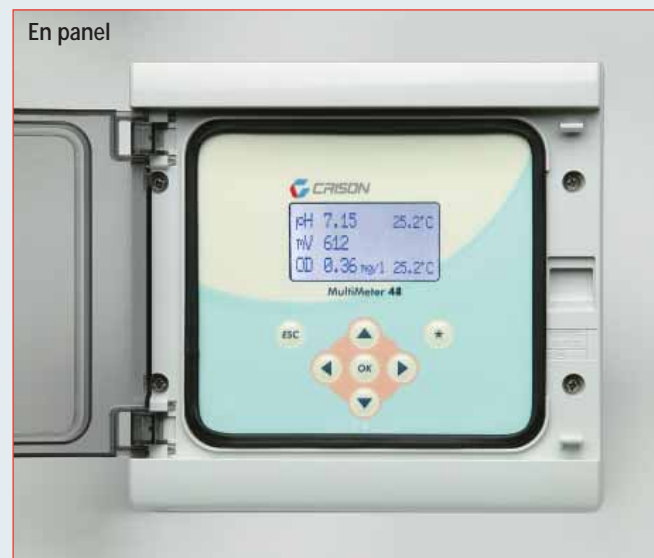 En panel
CRISON
pH 7.15 25.2°C
mV 612
OD 0.36 mg/l 25.2°C
MultiMeter 48
ESC
*
OK